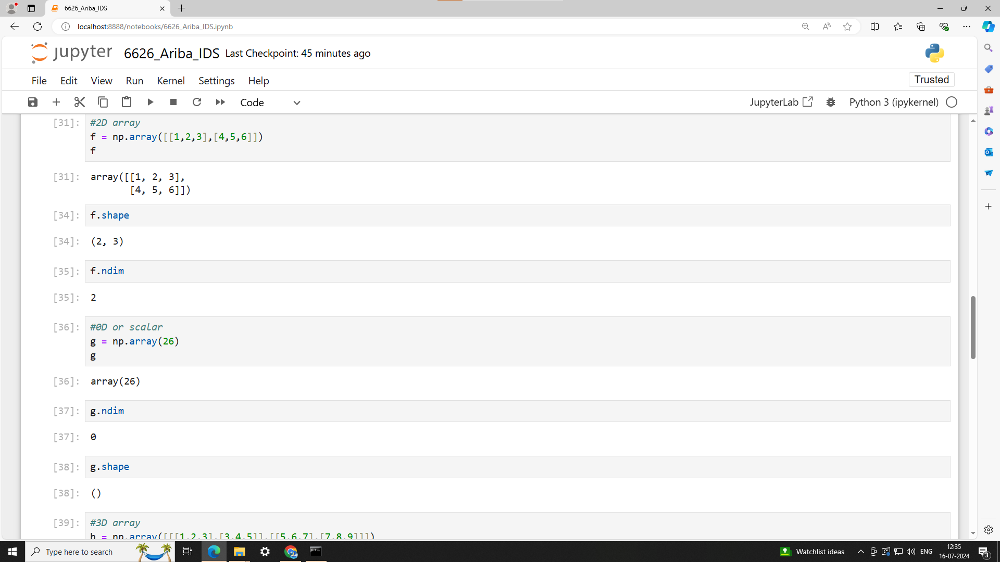 6626_Ariba_IDS
localhost:8888/notebooks/6626_Ariba_IDS.ipynb
jupyter 6626_Ariba_IDS Last Checkpoint: 45 minutes ago
File Edit View Run Kernel Settings Help Trusted
Code JupyterLab Python 3 (ipykernel)
[31]: #2D array
f = np.array([[1,2,3],[4,5,6]])
f
[31]: array([[1, 2, 3],
[4, 5, 6]])
[34]: f.shape
[34]: (2, 3)
[35]: f.ndim
[35]: 2
[36]: #0D or scalar
g = np.array(26)
g
[36]: array(26)
[37]: g.ndim
[37]: 0
[38]: g.shape
[38]: ()
[39]: #3D array
h = np.array([[[1,2,3],[3,4,5]],[[5,6,7],[7,8,9]]])
Type here to search Watchlist ideas ENG 12:35
16-07-2024 3